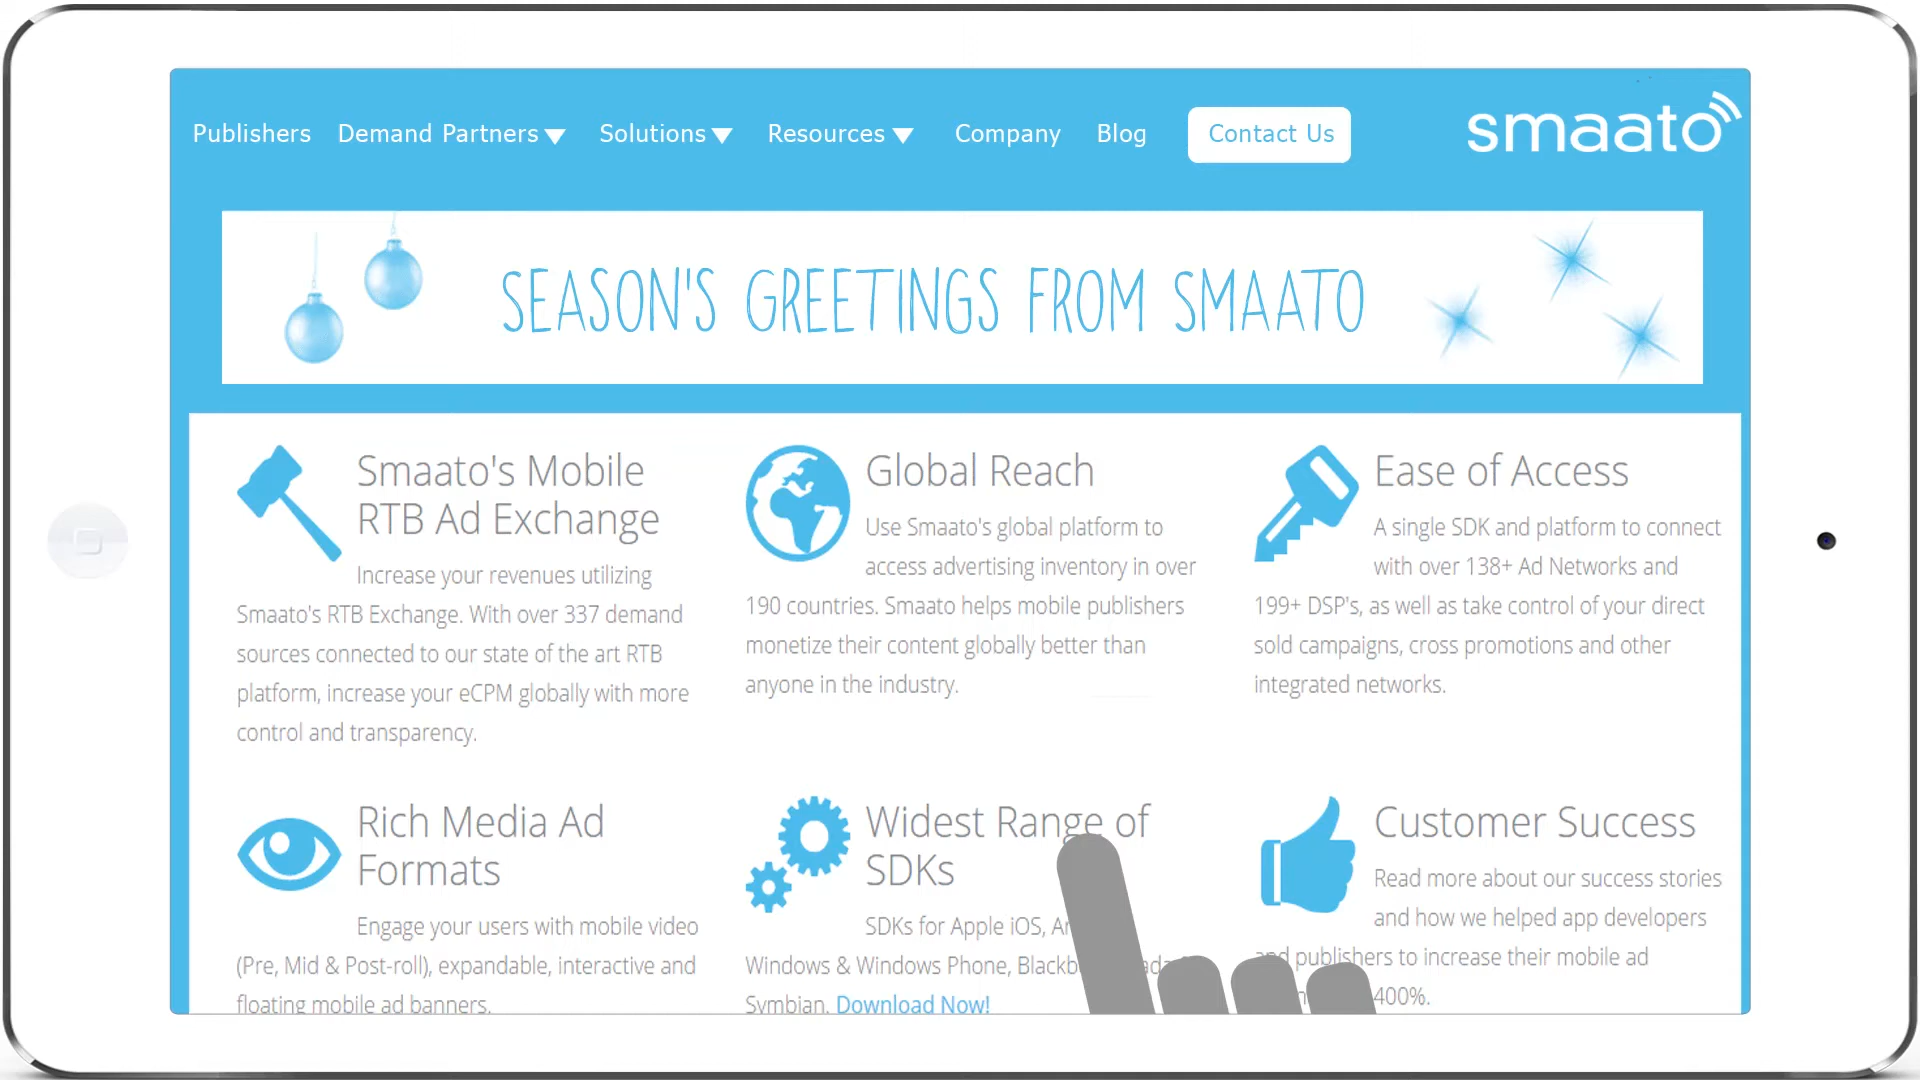 Publishers Demand Partners Solutions Resources Company Blog Contact Us smaato
SEASON'S GREETINGS FROM SMAATO
Smaato's Mobile
RTB Ad Exchange
Increase your revenues utilizing
Smaato's RTB Exchange. With over 337 demand
sources connected to our state of the art RTB
platform, increase your eCPM globally with more
control and transparency.
Global Reach
Use Smaato's global platform to
access advertising inventory in over
190 countries. Smaato helps mobile publishers
monetize their content globally better than
anyone in the industry.
Ease of Access
A single SDK and platform to connect
with over 138+ Ad Networks and
199+ DSP's, as well as take control of your direct
sold campaigns, cross promotions and other
integrated networks.
Rich Media Ad
Formats
Engage your users with mobile video
(Pre, Mid & Post-roll), expandable, interactive and
floating mobile ad banners.
Widest Range of
SDKs
SDKs for Apple iOS,
Windows & Windows Phone,
Symbian. Download Now!
Customer Success
Read more about our success stories
and how we helped app developers
and publishers to increase their mobile ad
400%.